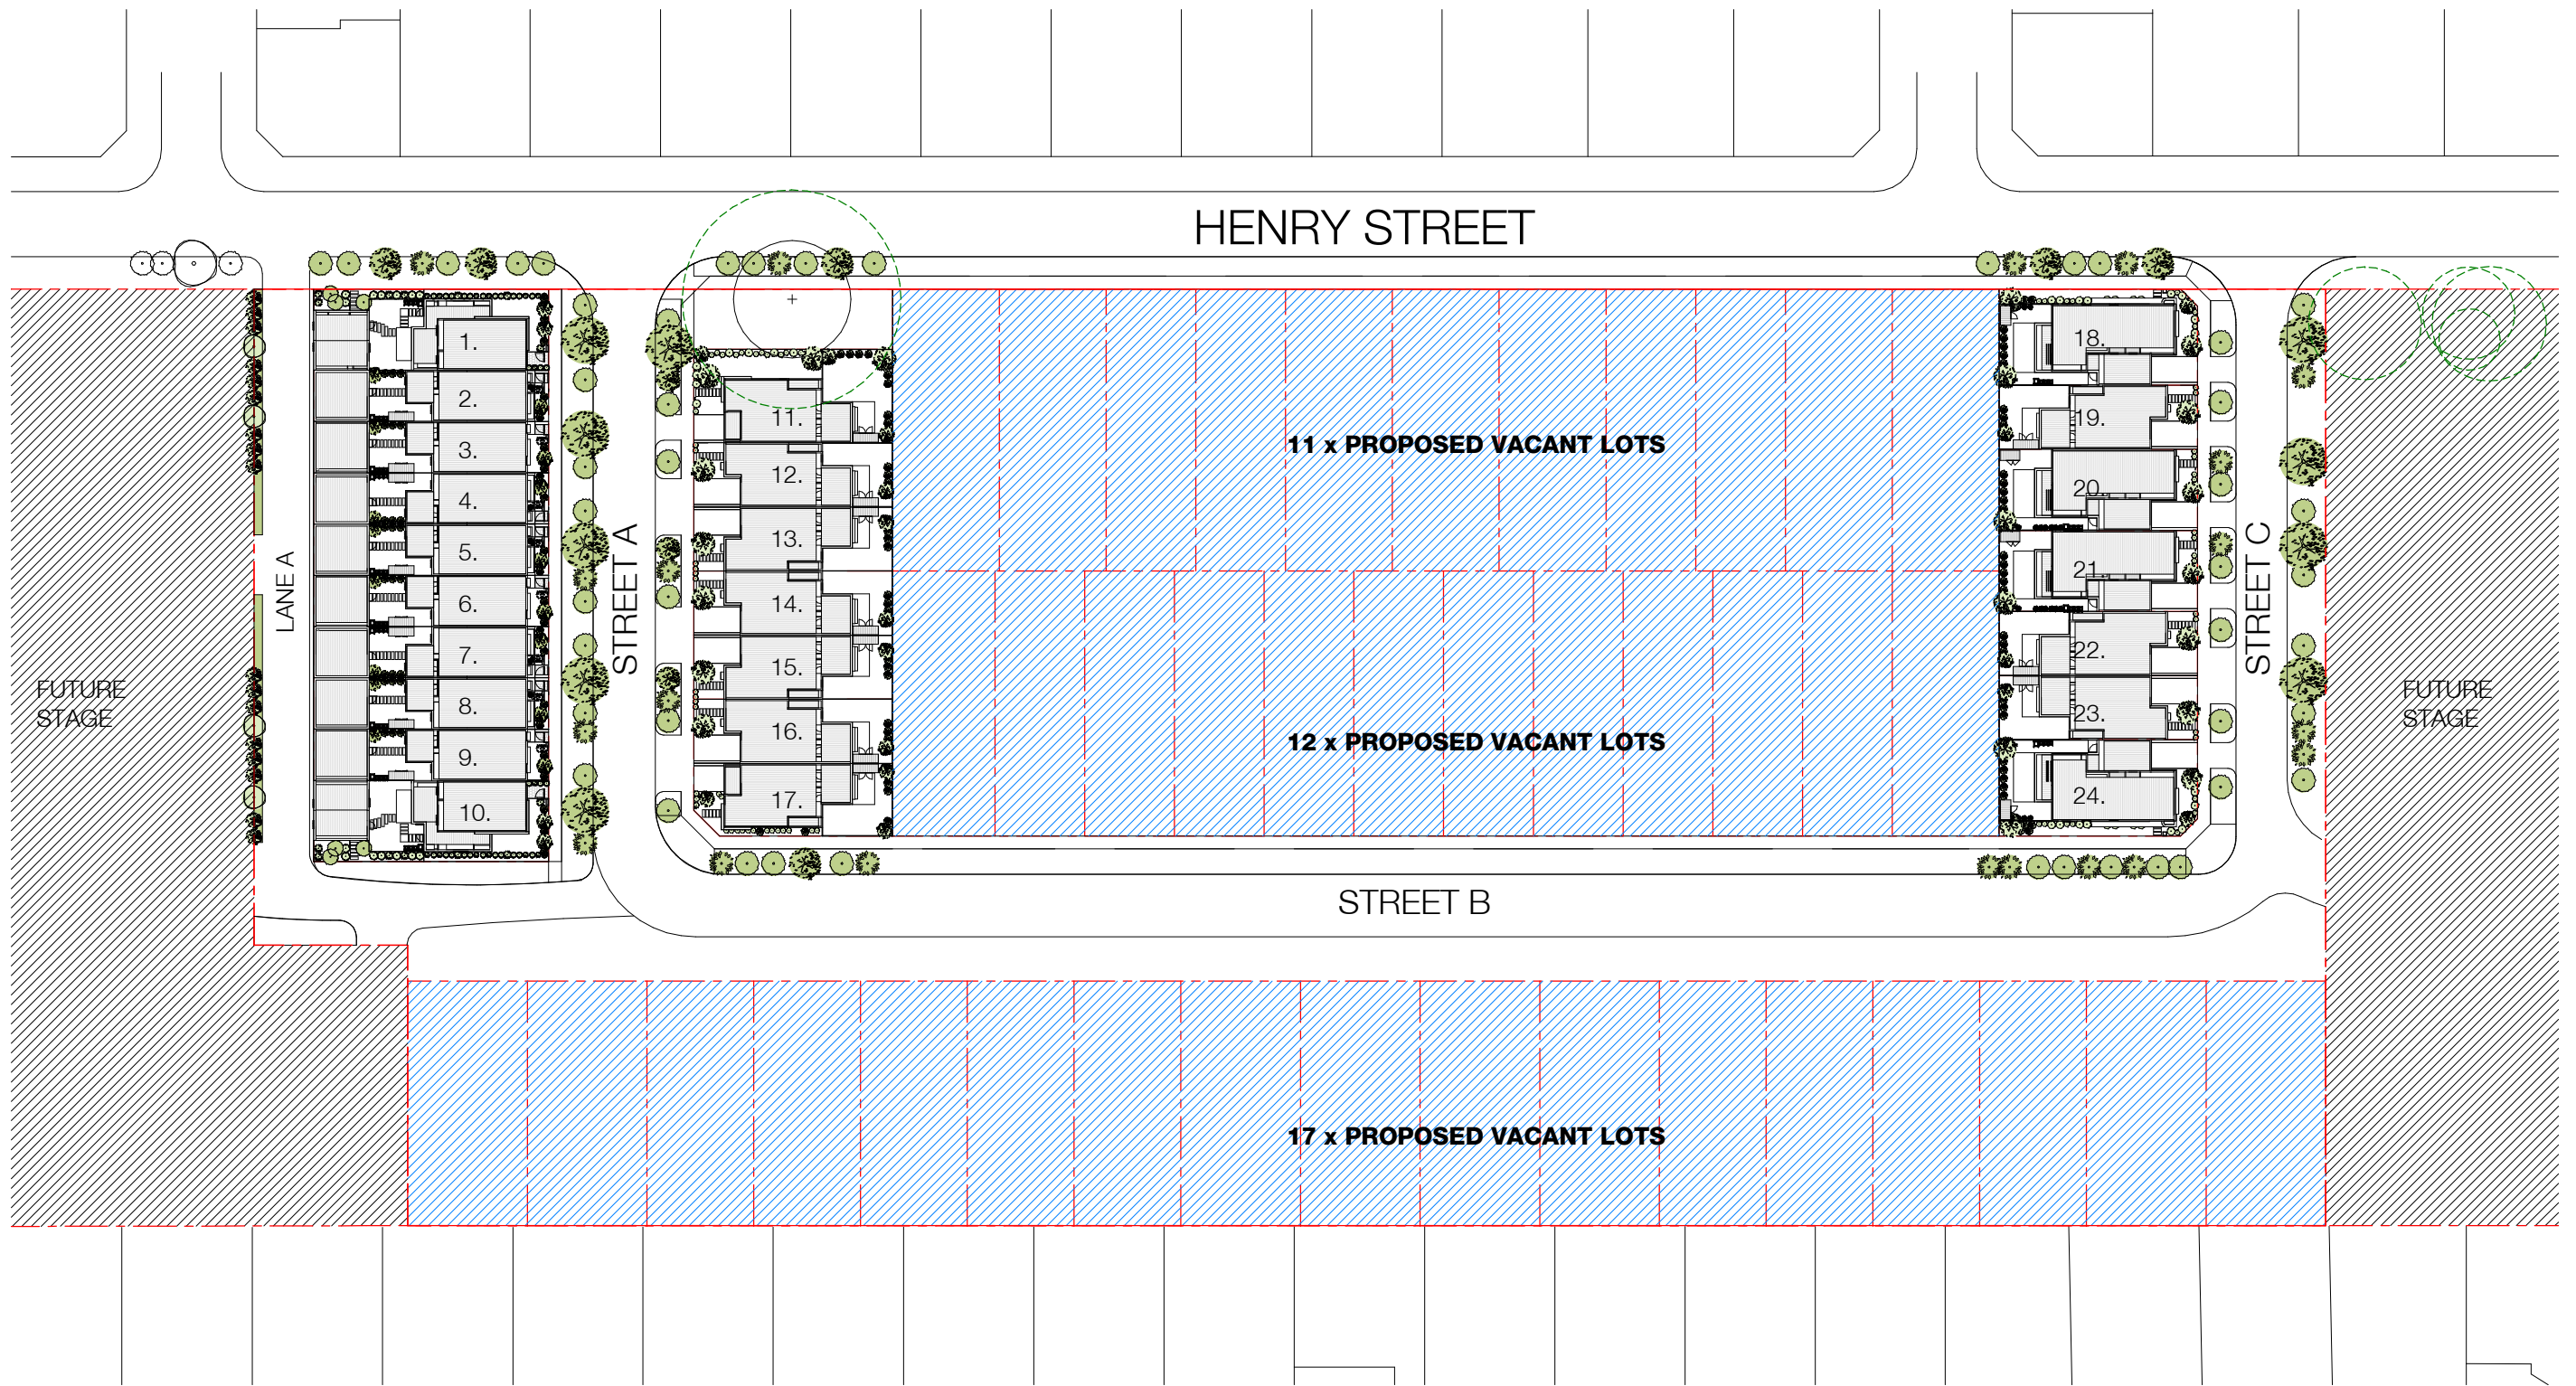 HENRY STREET
1.
2.
3.
4.
5.
6.
7.
8.
9.
10.
LANE A
STREET A
11.
12.
13.
14.
15.
16.
17.
11 x PROPOSED VACANT LOTS
12 x PROPOSED VACANT LOTS
18.
19.
20.
21.
22.
23.
24.
STREET C
FUTURE
STAGE
FUTURE
STAGE
STREET B
17 x PROPOSED VACANT LOTS